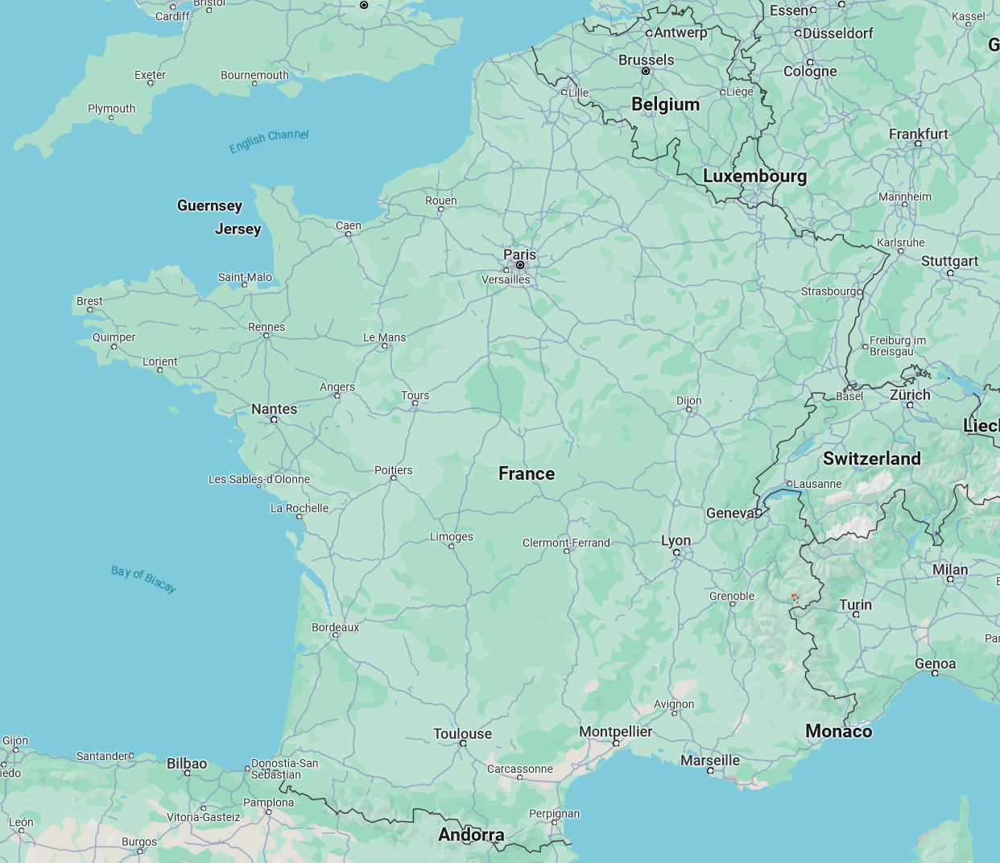 Cardiff
Bristol
Essen
Kassel
Antwerp
Düsseldorf
G
Brussels
Cologne
Exeter
Bournemouth
Lille
Liège
Belgium
Plymouth
English Channel
Frankfurt
Luxembourg
Mannheim
Guernsey
Rouen
Jersey
Caen
Karlsruhe
Paris
Stuttgart
Saint-Malo
Versailles
Strasbourg
Brest
Rennes
Quimper
Le Mans
Freiburg im
Breisgau
Lorient
Angers
Tours
Basel
Zürich
Dijon
Nantes
Liecl
Switzerland
Poitiers
France
Les Sables-d'Olonne
Lausanne
La Rochelle
Geneva
Limoges
Clermont-Ferrand
Lyon
Bay of Biscay
Milan
Grenoble
Turin
Bordeaux
Par
Genoa
Avignon
Toulouse
Montpellier
Monaco
Gijón
Santander
Bilbao
Donostia-San
Sebastian
Marseille
iedo
Carcassonne
Pamplona
Vitoria-Gasteiz
Perpignan
León
Andorra
Burgos